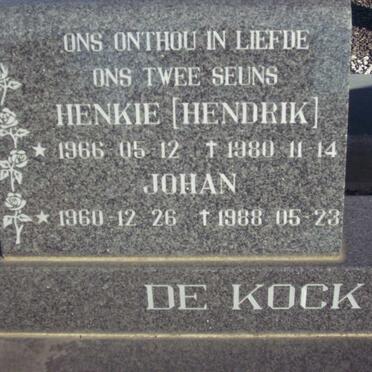 ONS ONTHOU IN LIEFDE
ONS TWEE SEUNS
HENKIE [HENDRIK]
★ 1966 05 12 † 1980 11 14
JOHAN
★ 1960 12 26 † 1988 05 23
DE KOCK